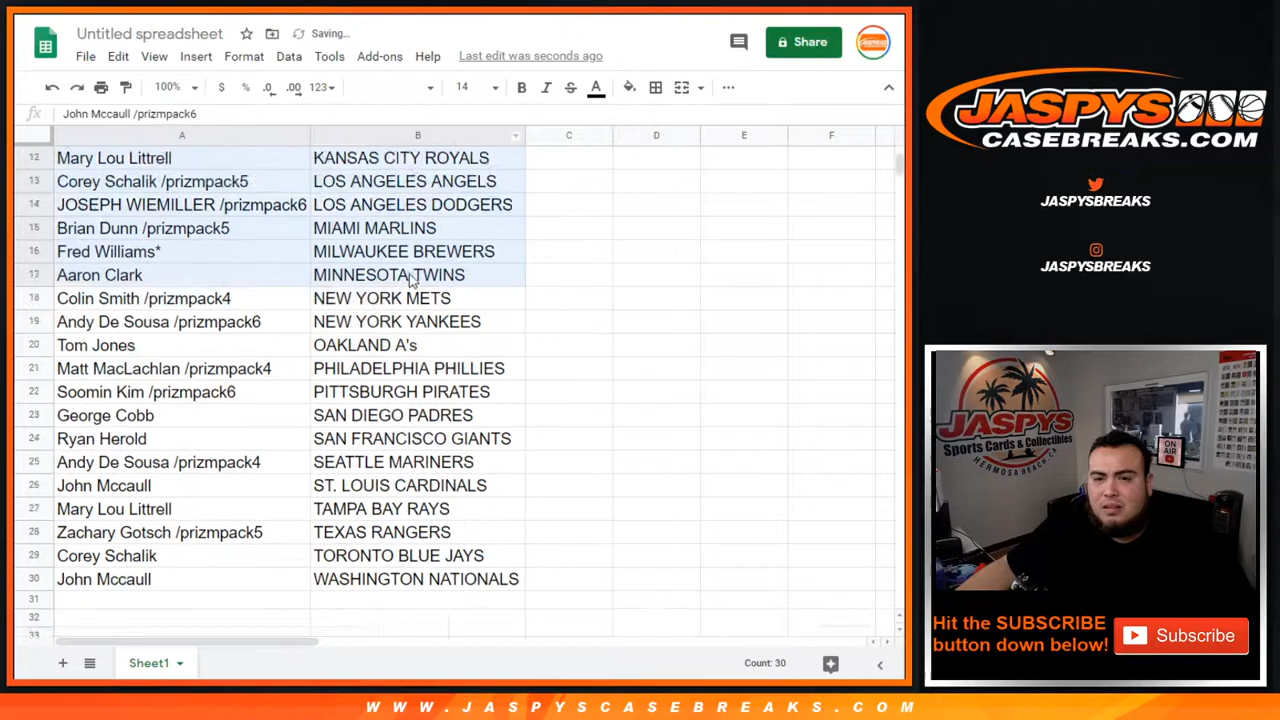 Untitled spreadsheet
Saving...
File Edit View Insert Format Data Tools Add-ons Help Last edit was seconds ago
Share
100% $ % .0 .00 123 14 B I S A
fx John Mccaull /prizmpack6
A B C D E F
12 Mary Lou Littrell KANSAS CITY ROYALS
13 Corey Schalik /prizmpack5 LOS ANGELES ANGELS
14 JOSEPH WIEMILLER /prizmpack6 LOS ANGELES DODGERS
15 Brian Dunn /prizmpack5 MIAMI MARLINS
16 Fred Williams* MILWAUKEE BREWERS
17 Aaron Clark MINNESOTA TWINS
18 Colin Smith /prizmpack4 NEW YORK METS
19 Andy De Sousa /prizmpack6 NEW YORK YANKEES
20 Tom Jones OAKLAND A's
21 Matt MacLachlan /prizmpack4 PHILADELPHIA PHILLIES
22 Soomin Kim /prizmpack6 PITTSBURGH PIRATES
23 George Cobb SAN DIEGO PADRES
24 Ryan Herold SAN FRANCISCO GIANTS
25 Andy De Sousa /prizmpack4 SEATTLE MARINERS
26 John Mccaull ST. LOUIS CARDINALS
27 Mary Lou Littrell TAMPA BAY RAYS
28 Zachary Gotsch /prizmpack5 TEXAS RANGERS
29 Corey Schalik TORONTO BLUE JAYS
30 John Mccaull WASHINGTON NATIONALS
31
32
33
Sheet1
Count: 30
JASPYS
CASEBREAKS.COM
JASPYSBREAKS
JASPYSBREAKS
JASPYS
Sports Cards & Collectibles
HERMOSA BEACH CA
ON AIR
Hit the SUBSCRIBE
button down below!
Subscribe
WWW.JASPYSCASEBREAKS.COM